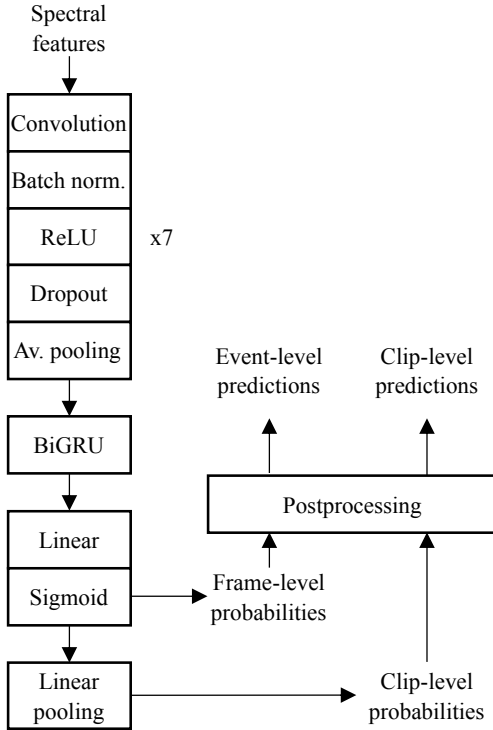 Spectral
features
Convolution
Batch norm.
ReLU
x7
Dropout
Av. pooling
BiGRU
Linear
Sigmoid
Linear
pooling
Event-level
predictions
Clip-level
predictions
Postprocessing
Frame-level
probabilities
Clip-level
probabilities